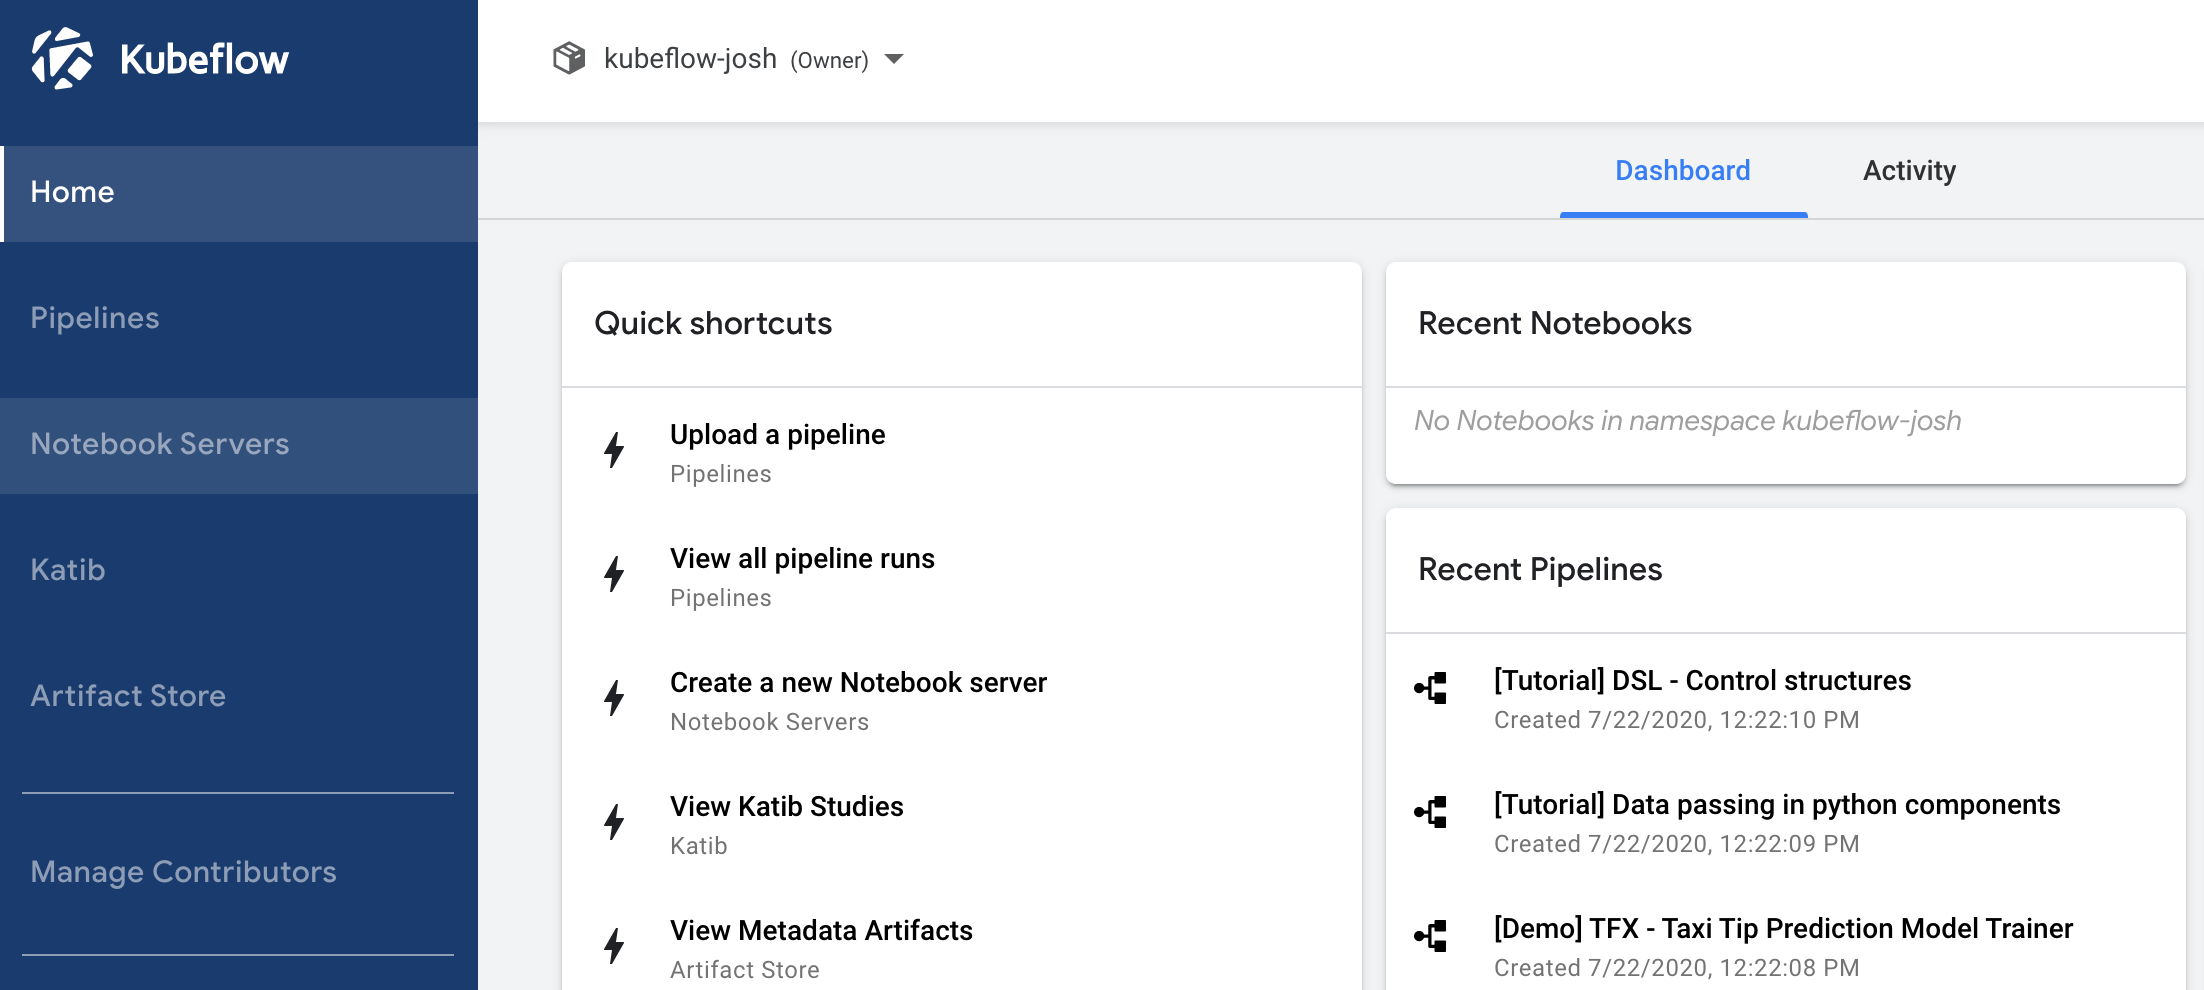 Kubeflow
Home
Pipelines
Notebook Servers
Katib
Artifact Store
Manage Contributors
kubeflow-josh (Owner)
Dashboard Activity
Quick shortcuts
Upload a pipeline
Pipelines
View all pipeline runs
Pipelines
Create a new Notebook server
Notebook Servers
View Katib Studies
Katib
View Metadata Artifacts
Artifact Store
Recent Notebooks
No Notebooks in namespace kubeflow-josh
Recent Pipelines
[Tutorial] DSL - Control structures
Created 7/22/2020, 12:22:10 PM
[Tutorial] Data passing in python components
Created 7/22/2020, 12:22:09 PM
[Demo] TFX - Taxi Tip Prediction Model Trainer
Created 7/22/2020, 12:22:08 PM